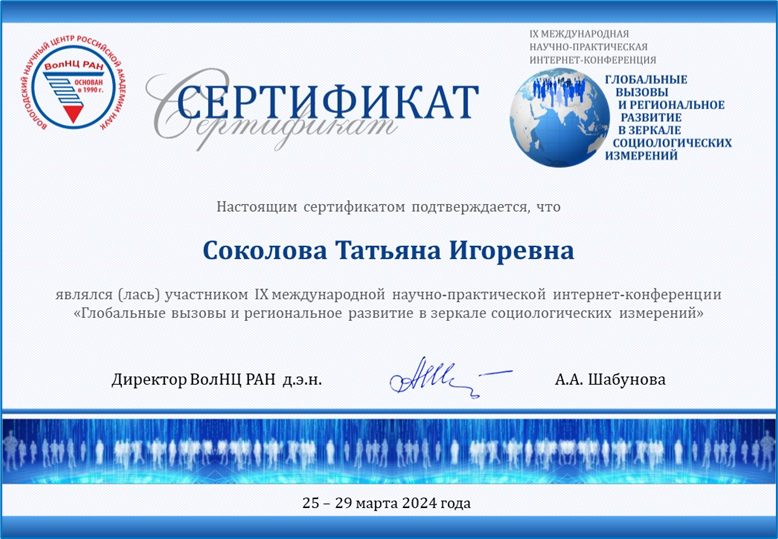 ВОЛОГОДСКИЙ НАУЧНЫЙ ЦЕНТР РОССИЙСКОЙ АКАДЕМИИ НАУК
ВолНЦ РАН
ОСНОВАН
в 1990 г.
СЕРТИФИКАТ
Сертификат
IX МЕЖДУНАРОДНАЯ
НАУЧНО-ПРАКТИЧЕСКАЯ
ИНТЕРНЕТ-КОНФЕРЕНЦИЯ
ГЛОБАЛЬНЫЕ
ВЫЗОВЫ
И РЕГИОНАЛЬНОЕ
РАЗВИТИЕ
В ЗЕРКАЛЕ
СОЦИОЛОГИЧЕСКИХ
ИЗМЕРЕНИЙ
Настоящим сертификатом подтверждается, что
Соколова Татьяна Игоревна
являлся (лась) участником IX международной научно-практической интернет-конференции
«Глобальные вызовы и региональное развитие в зеркале социологических измерений»
Директор ВолНЦ РАН д.э.н.
А.А. Шабунова
25 – 29 марта 2024 года